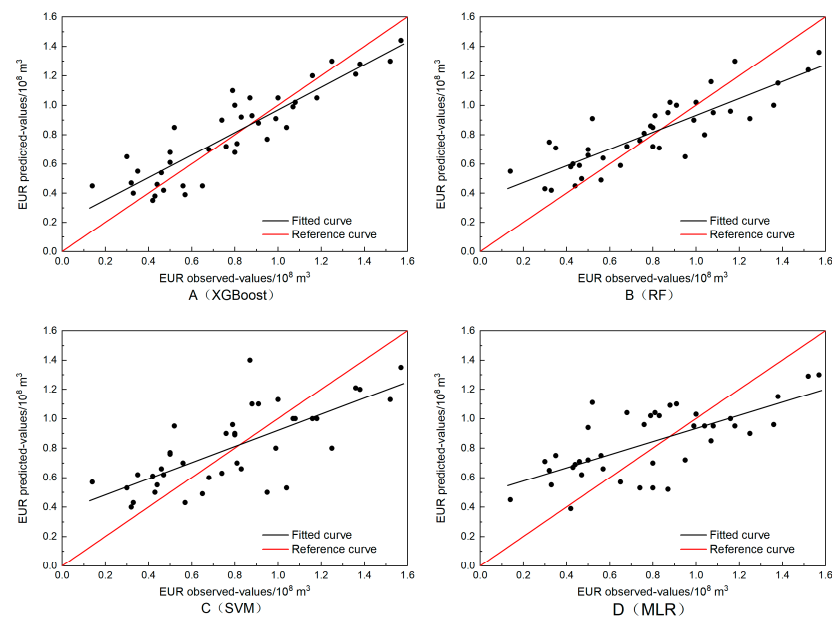 1.6
1.4
1.2
1.0
0.8
0.6
0.4
0.2
0.0
EUR prediced-values/10⁸ m³
Fitted curve
Reference curve
0.0 0.2 0.4 0.6 0.8 1.0 1.2 1.4 1.6
EUR observed-values/10⁸ m³
A（XGBoost）
1.6
1.4
1.2
1.0
0.8
0.6
0.4
0.2
0.0
EUR prediced-values/10⁸ m³
Fitted curve
Reference curve
0.0 0.2 0.4 0.6 0.8 1.0 1.2 1.4 1.6
EUR observed-values/10⁸ m³
B（RF）
1.6
1.4
1.2
1.0
0.8
0.6
0.4
0.2
0.0
EUR prediced-values/10⁸ m³
Fitted curve
Reference curve
0.0 0.2 0.4 0.6 0.8 1.0 1.2 1.4 1.6
EUR observed-values/10⁸ m³
C（SVM）
1.6
1.4
1.2
1.0
0.8
0.6
0.4
0.2
0.0
EUR prediced-values/10⁸ m³
Fitted curve
Reference curve
0.0 0.2 0.4 0.6 0.8 1.0 1.2 1.4 1.6
EUR observed-values/10⁸ m³
D（MLR）